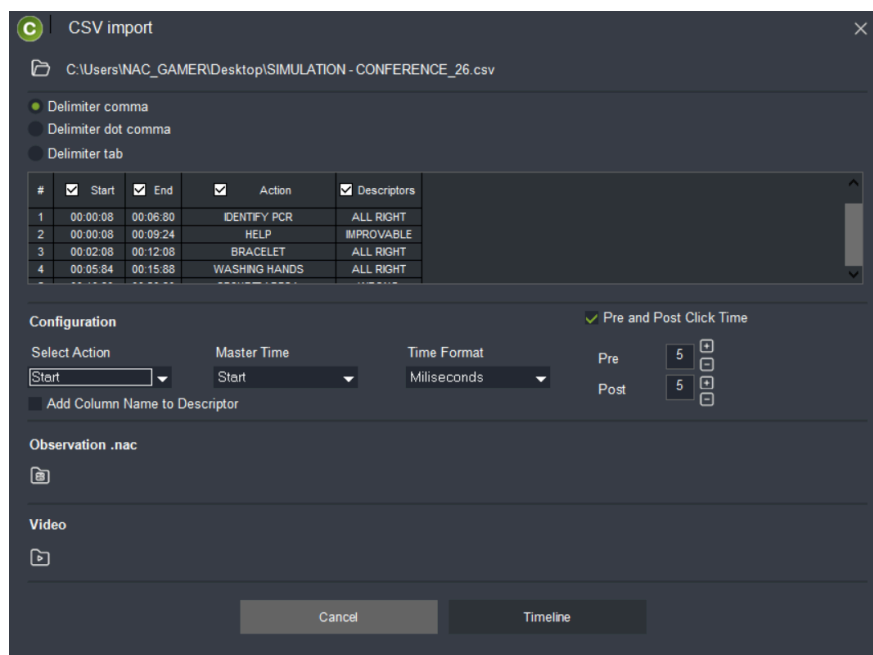 C CSV import
C:\Users\NAC_GAMER\Desktop\SIMULATION - CONFERENCE_26.csv
Delimiter comma
Delimiter dot comma
Delimiter tab
# Start End Action Descriptors
1 00:00:08 00:06:80 IDENTIFY PCR ALL RIGHT
2 00:00:08 00:09:24 HELP IMPROVABLE
3 00:02:08 00:12:08 BRACELET ALL RIGHT
4 00:05:84 00:15:88 WASHING HANDS ALL RIGHT
Configuration
Pre and Post Click Time
Select Action Master Time Time Format
Pre 5
Start Start Miliseconds
Post 5
Add Column Name to Descriptor
Observation .nac
Video
Cancel Timeline